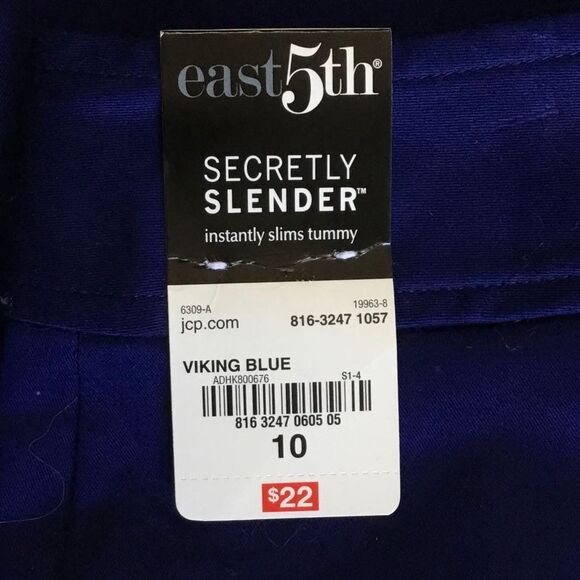 east5th®
SECRETLY
SLENDER™
instantly slims tummy
6309-A 19963-8
jcp.com 816-3247 1057
VIKING BLUE
ADHK800676 S1-4
816 3247 0605 05
10
$22